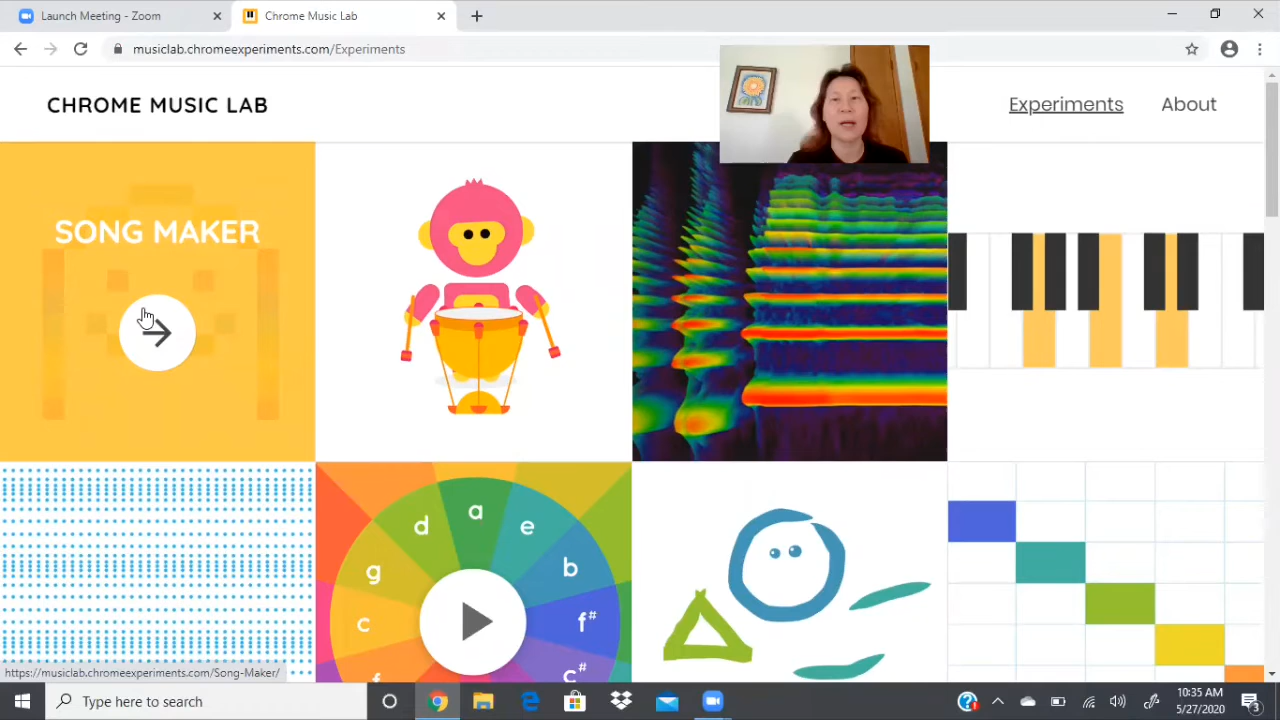 Launch Meeting - Zoom
Chrome Music Lab
musiclab.chromeexperiments.com/Experiments
CHROME MUSIC LAB
Experiments
About
SONG MAKER
d
a
e
g
b
c
f#
f
c#
https://musiclab.chromeexperiments.com/Song-Maker/
Type here to search
10:35 AM
5/27/2020
3